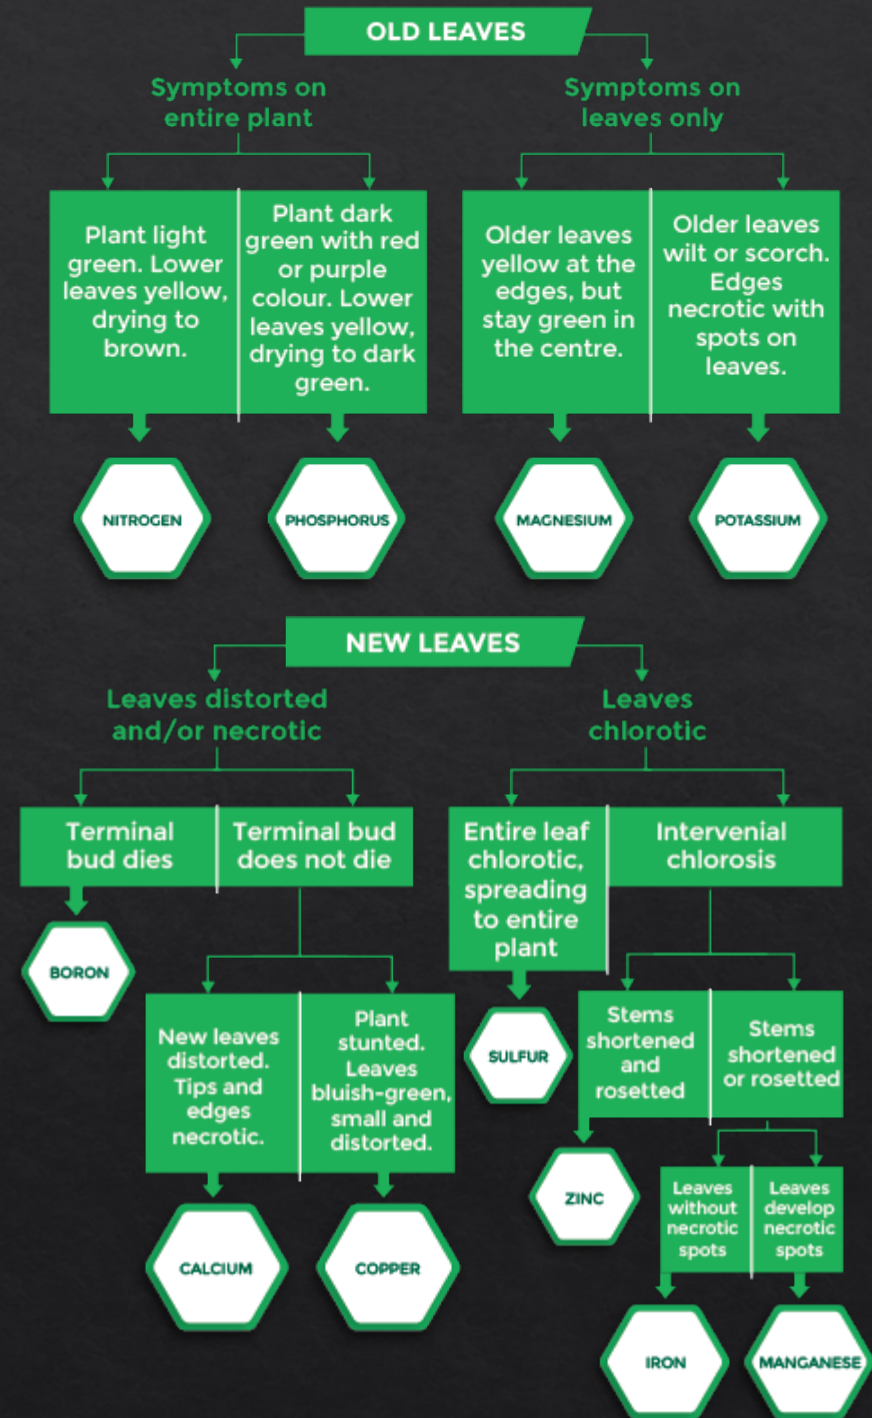 OLD LEAVES
Symptoms on
entire plant
Symptoms on
leaves only
Plant light
green. Lower
leaves yellow,
drying to
brown.
Plant dark
green with red
or purple
colour. Lower
leaves yellow,
drying to dark
green.
Older leaves
yellow at the
edges, but
stay green in
the centre.
Older leaves
wilt or scorch.
Edges
necrotic with
spots on
leaves.
NITROGEN
PHOSPHORUS
MAGNESIUM
POTASSIUM
NEW LEAVES
Leaves distorted
and/or necrotic
Leaves
chlorotic
Terminal
bud dies
Terminal bud
does not die
Entire leaf
chlorotic,
spreading
to entire
plant
Intervenial
chlorosis
BORON
New leaves
distorted.
Tips and
edges
necrotic.
Plant
stunted.
Leaves
bluish-green,
small and
distorted.
SULFUR
Stems
shortened
and
rosetted
Stems
shortened
or rosetted
CALCIUM
COPPER
ZINC
Leaves
without
necrotic
spots
Leaves
develop
necrotic
spots
IRON
MANGANESE